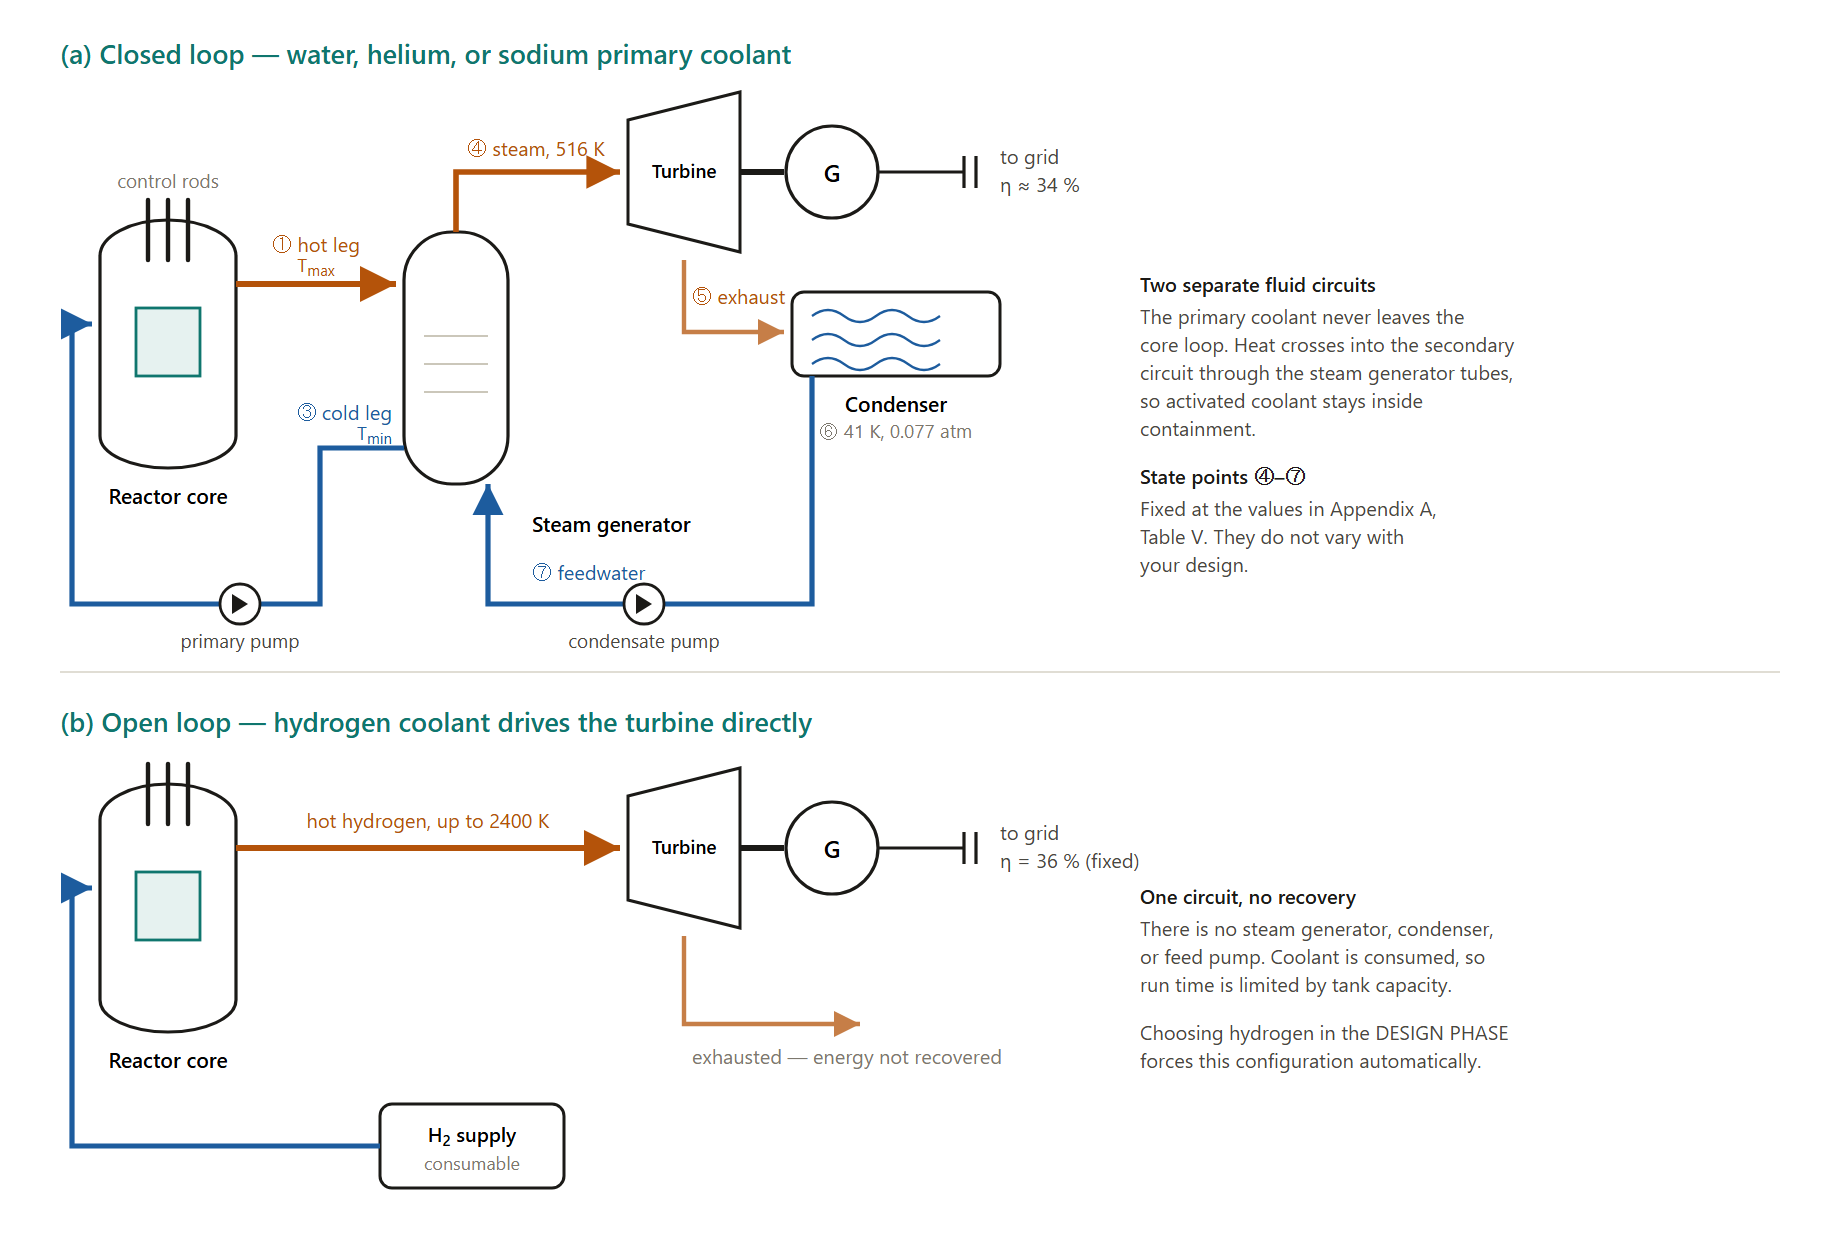 (a) Closed loop — water, helium, or sodium primary coolant
④ steam, 516 K
Turbine
G
to grid
η ≈ 34 %
control rods
① hot leg
Tmax
⑤ exhaust
③ cold leg
Tmin
Condenser
⑥ 41 K, 0.077 atm
Reactor core
Steam generator
⑦ feedwater
primary pump
condensate pump
Two separate fluid circuits
The primary coolant never leaves the
core loop. Heat crosses into the secondary
circuit through the steam generator tubes,
so activated coolant stays inside
containment.
State points ④–⑦
Fixed at the values in Appendix A,
Table V. They do not vary with
your design.
(b) Open loop — hydrogen coolant drives the turbine directly
hot hydrogen, up to 2400 K
Turbine
G
to grid
η = 36 % (fixed)
Reactor core
exhausted — energy not recovered
H₂ supply
consumable
One circuit, no recovery
There is no steam generator, condenser,
or feed pump. Coolant is consumed, so
run time is limited by tank capacity.
Choosing hydrogen in the DESIGN PHASE
forces this configuration automatically.